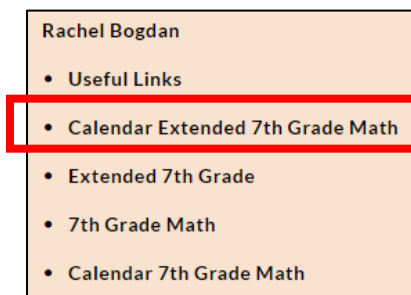 Rachel Bogdan
• Useful Links
• Calendar Extended 7th Grade Math
• Extended 7th Grade
• 7th Grade Math
• Calendar 7th Grade Math